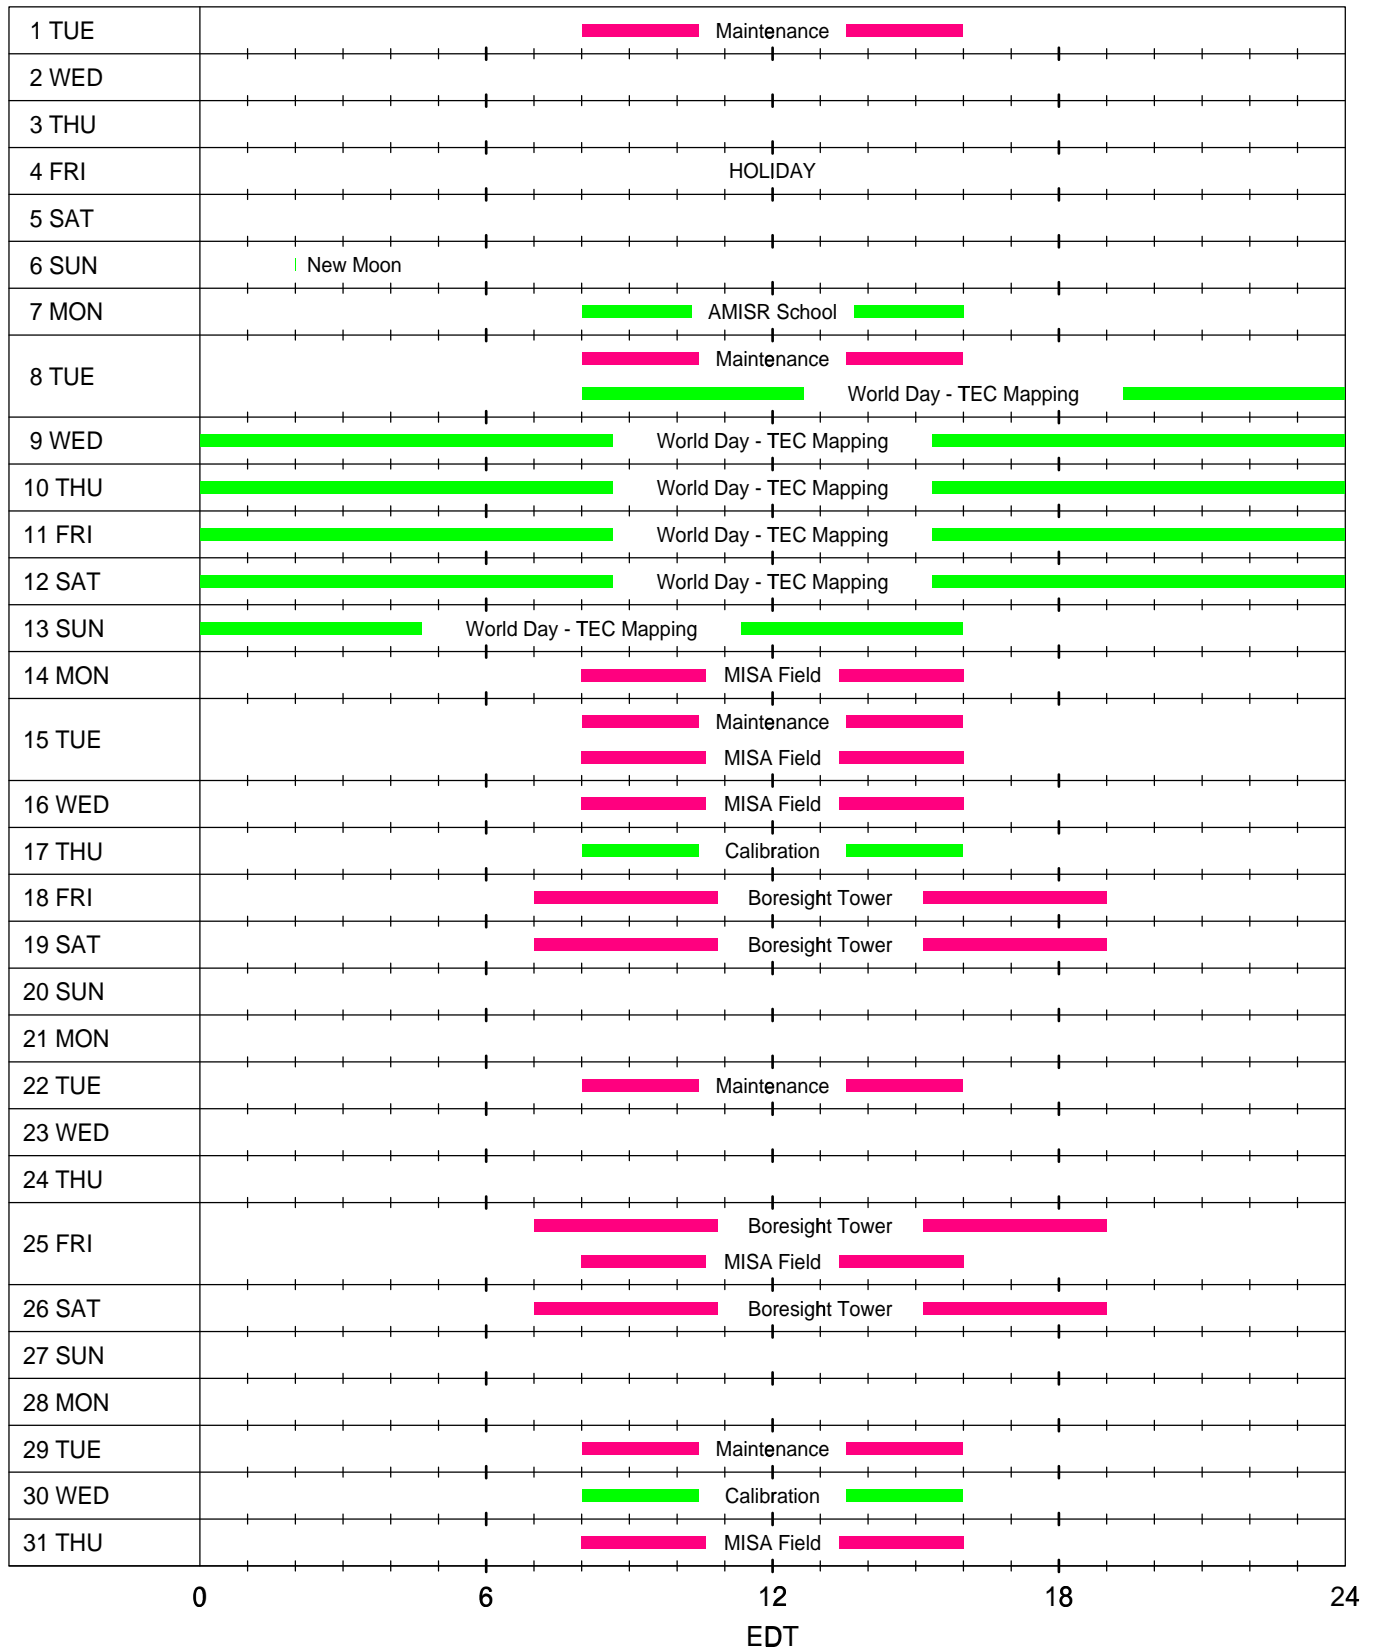 1 TUE Maintenance
2 WED
3 THU
4 FRI HOLIDAY
5 SAT
6 SUN New Moon
7 MON AMISR School
8 TUE Maintenance
World Day - TEC Mapping
9 WED World Day - TEC Mapping
10 THU World Day - TEC Mapping
11 FRI World Day - TEC Mapping
12 SAT World Day - TEC Mapping
13 SUN World Day - TEC Mapping
14 MON MISA Field
15 TUE Maintenance
MISA Field
16 WED MISA Field
17 THU Calibration
18 FRI Boresight Tower
19 SAT Boresight Tower
20 SUN
21 MON
22 TUE Maintenance
23 WED
24 THU
25 FRI Boresight Tower
MISA Field
26 SAT Boresight Tower
27 SUN
28 MON
29 TUE Maintenance
30 WED Calibration
31 THU MISA Field
0 6 12 18 24
EDT